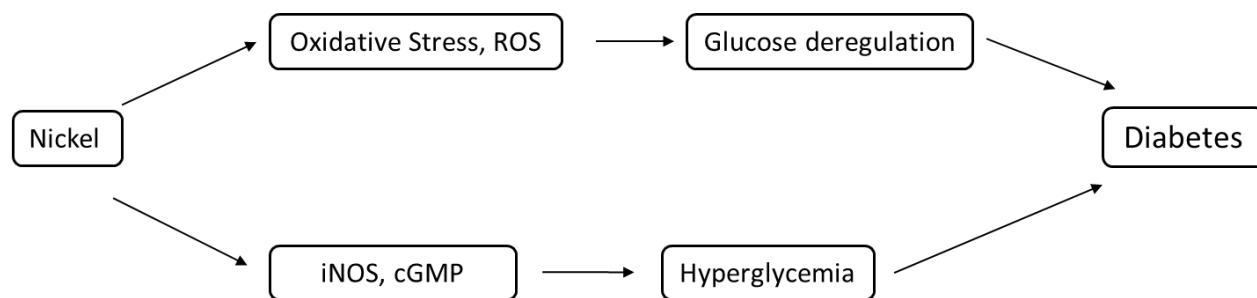 Oxidative Stress, ROS
Glucose deregulation
Nickel
Diabetes
iNOS, cGMP
Hyperglycemia